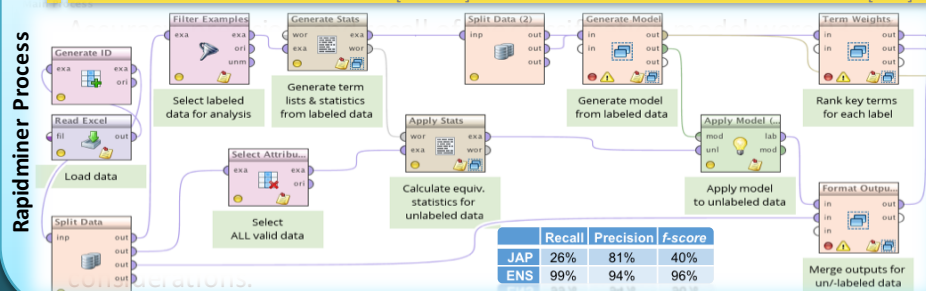 Rapidminer Process
Generate ID
exa
exa
ori
Read Excel
fil
out
Load data
Split Data
inp
out
out
out
out
Filter Examples
exa
exa
ori
unm
Select labeled
data for analysis
Generate Stats
wor
exa
exa
wor
Generate term
lists & statistics
from labeled data
Select Attribu...
exa
exa
ori
Select
ALL valid data
Apply Stats
wor
exa
exa
wor
Calculate equiv.
statistics for
unlabeled data
Split Data (2)
inp
out
out
out
Generate Model
in
out
in
out
out
Generate model
from labeled data
Apply Model (...
mod
lab
unl
mod
Apply model
to unlabeled data
Term Weights
in
out
in
out
out
Rank key terms
for each label
Format Outpu...
in
out
in
out
in
Merge outputs for
un/-labeled data
Recall Precision f-score
JAP 26% 81% 40%
ENS 99% 94% 96%
considerations.